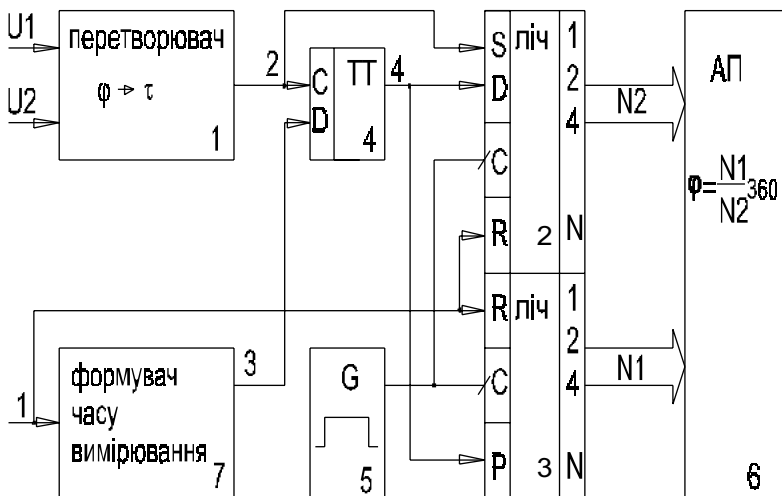 U1
U2
перетворювач
φ → τ
1
2
C
D
TT
4
4
S
D
C
R
ліч
2
1
2
4
N
N2
АП
φ=N1/N2 360
6
1
3
формувач
часу
вимірювання
7
G
5
R
C
P
ліч
3
1
2
4
N
N1